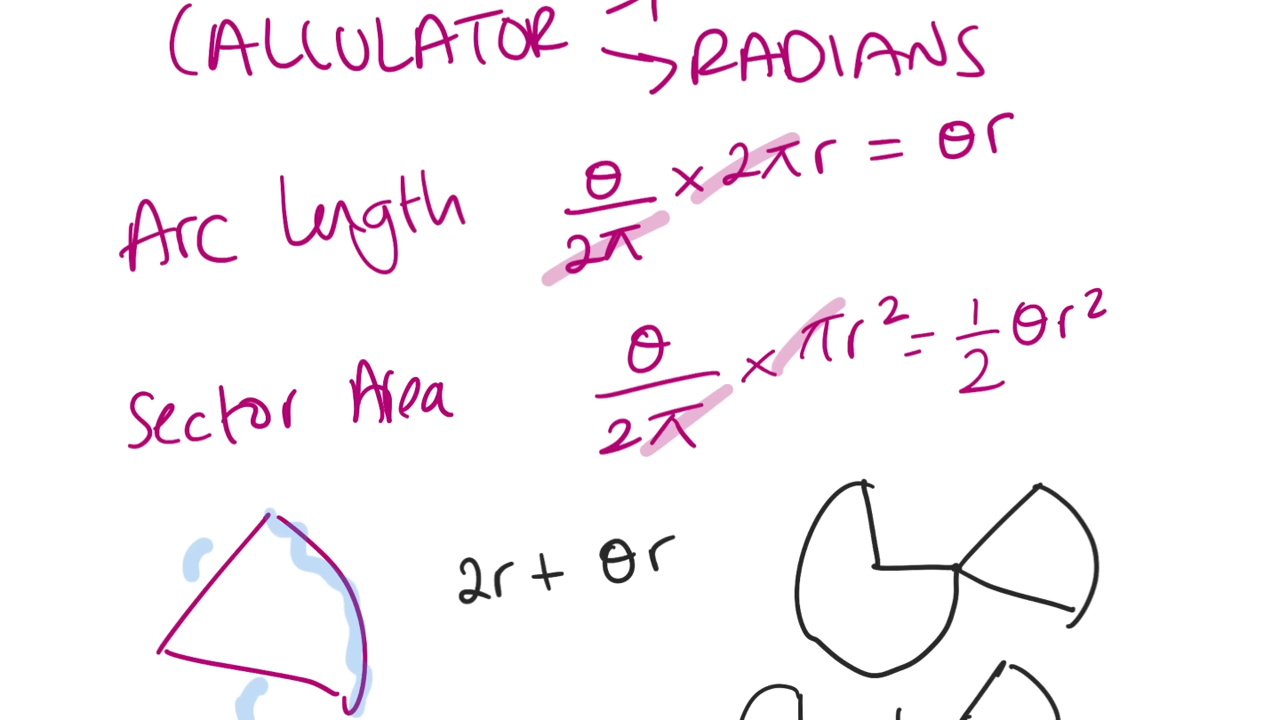 CALCULATOR → RADIANS
Arc length θ/2π × 2πr = θr
Sector Area θ/2π × πr² = 1/2 θr²
2r + θr
r
r